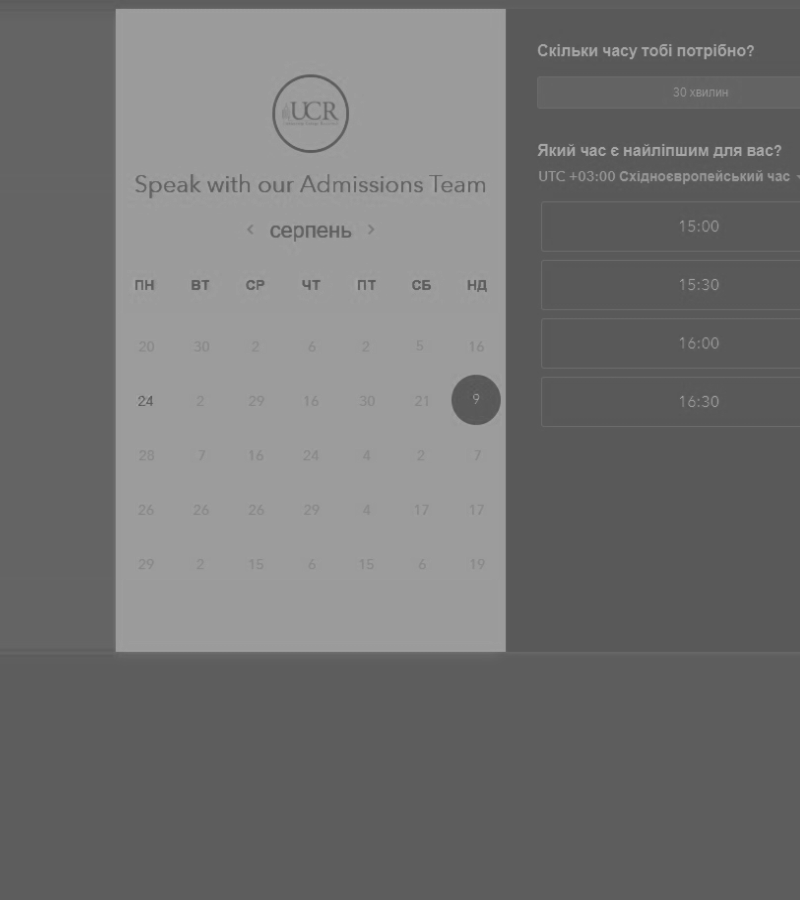 UCR
Speak with our Admissions Team
серпень
ПН ВТ СР ЧТ ПТ СБ НД
20 30 2 6 2 5 16
24 2 29 16 30 21 9
28 7 16 24 4 2 7
26 26 26 29 4 17 17
29 2 15 6 15 6 19
Скільки часу тобі потрібно?
30 хвилин
Який час є найліпшим для вас?
UTC +03:00 Східноєвропейський час
15:00
15:30
16:00
16:30